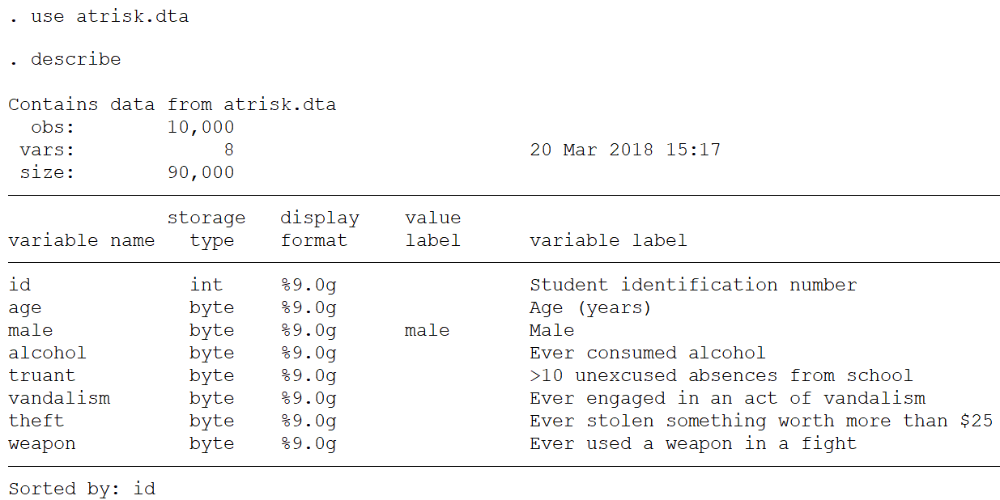 . use atrisk.dta
. describe
Contains data from atrisk.dta
  obs:        10,000
 vars:             8                          20 Mar 2018 15:17
 size:        90,000
              storage   display    value
variable name   type    format     label      variable label
id              int     %9.0g                 Student identification number
age             byte    %9.0g                 Age (years)
male            byte    %9.0g      male       Male
alcohol         byte    %9.0g                 Ever consumed alcohol
truant          byte    %9.0g                 >10 unexcused absences from school
vandalism       byte    %9.0g                 Ever engaged in an act of vandalism
theft           byte    %9.0g                 Ever stolen something worth more than $25
weapon          byte    %9.0g                 Ever used a weapon in a fight
Sorted by: id